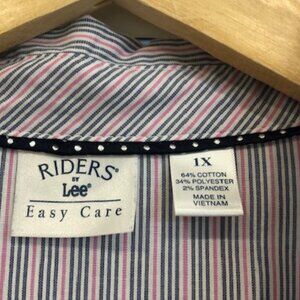 RIDERS®
BY
Lee®
Easy Care
1X
64% COTTON
34% POLYESTER
2% SPANDEX
MADE IN
VIETNAM